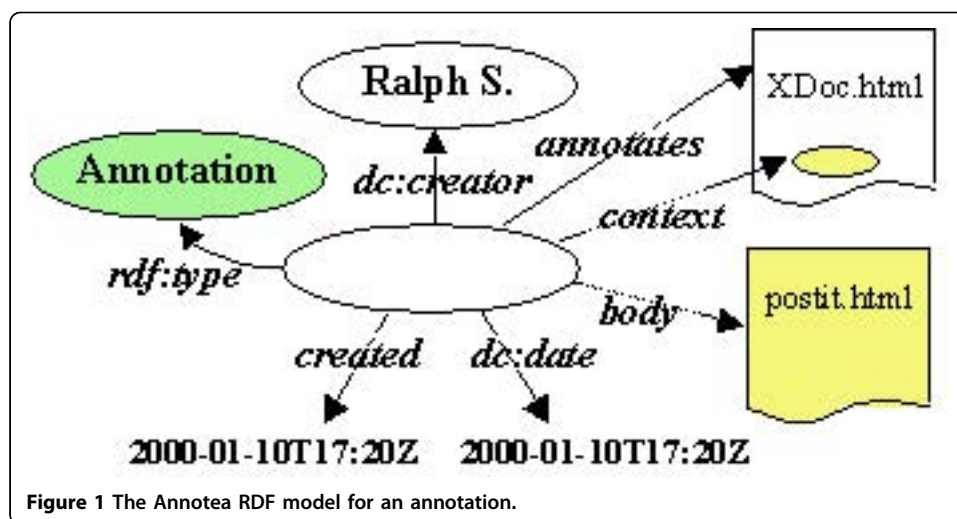 Ralph S.
XDoc.html
annotates
Annotation
dc:creator
context
rdf:type
body
postit.html
created
dc:date
2000-01-10T17:20Z
2000-01-10T17:20Z
Figure 1 The Annotea RDF model for an annotation.